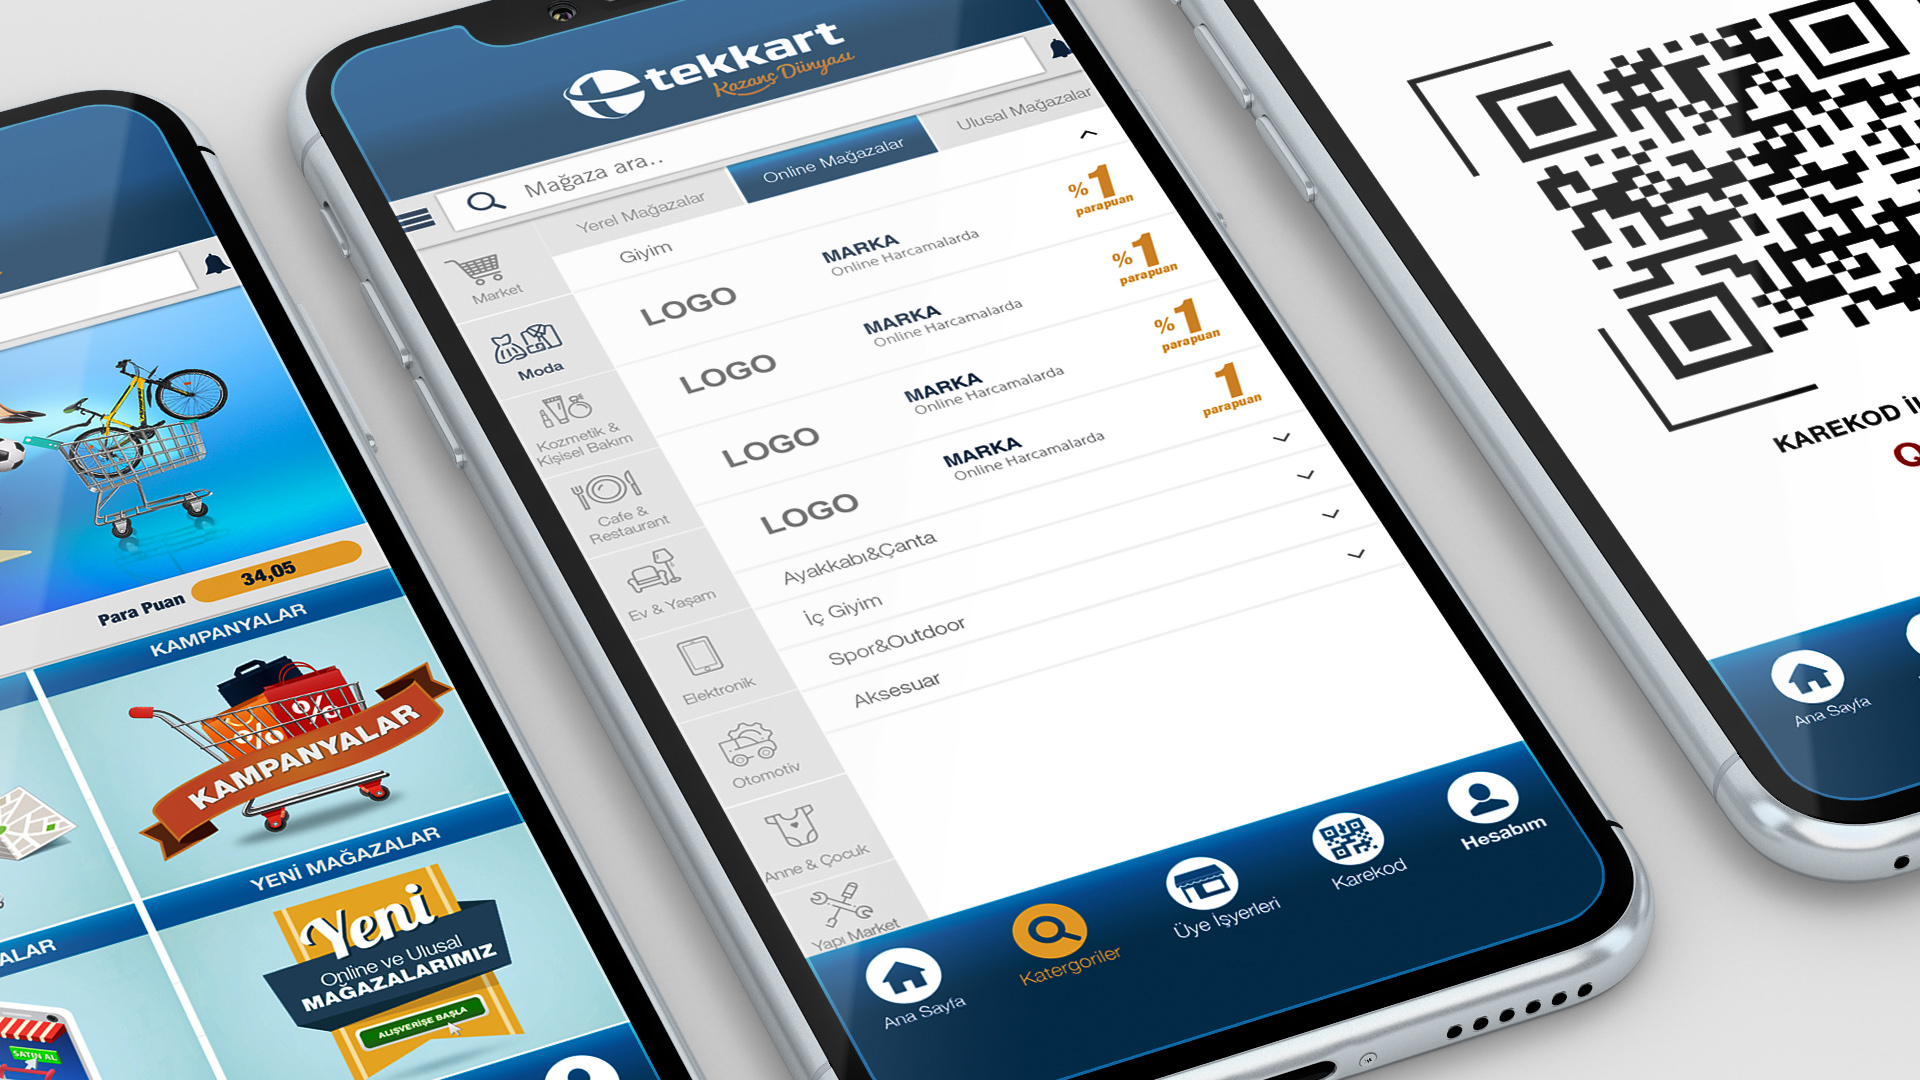 Para Puan 34,05
KAMPANYALAR
KAMPANYALAR
YENİ MAĞAZALAR
Yeni
Online ve Ulusal
MAĞAZALARIMIZ
ALIŞVERİŞE BAŞLA
ALAR
SATIN AL
tekkart
Kazanç Dünyası
Mağaza ara..
Yerel Mağazalar
Online Mağazalar
Ulusal Mağazalar
Market
Moda
Kozmetik &
Kişisel Bakım
Cafe &
Restaurant
Ev & Yaşam
Elektronik
Otomotiv
Anne & Çocuk
Yapı Market
Giyim
LOGO
MARKA
Online Harcamalarda
%1
parapuan
LOGO
MARKA
Online Harcamalarda
%1
parapuan
LOGO
MARKA
Online Harcamalarda
%1
parapuan
LOGO
MARKA
Online Harcamalarda
1
parapuan
Ayakkabı&Çanta
İç Giyim
Spor&Outdoor
Aksesuar
Ana Sayfa
Katergoriler
Üye İşyerleri
Karekod
Hesabım
KAREKOD
Ana Sayfa